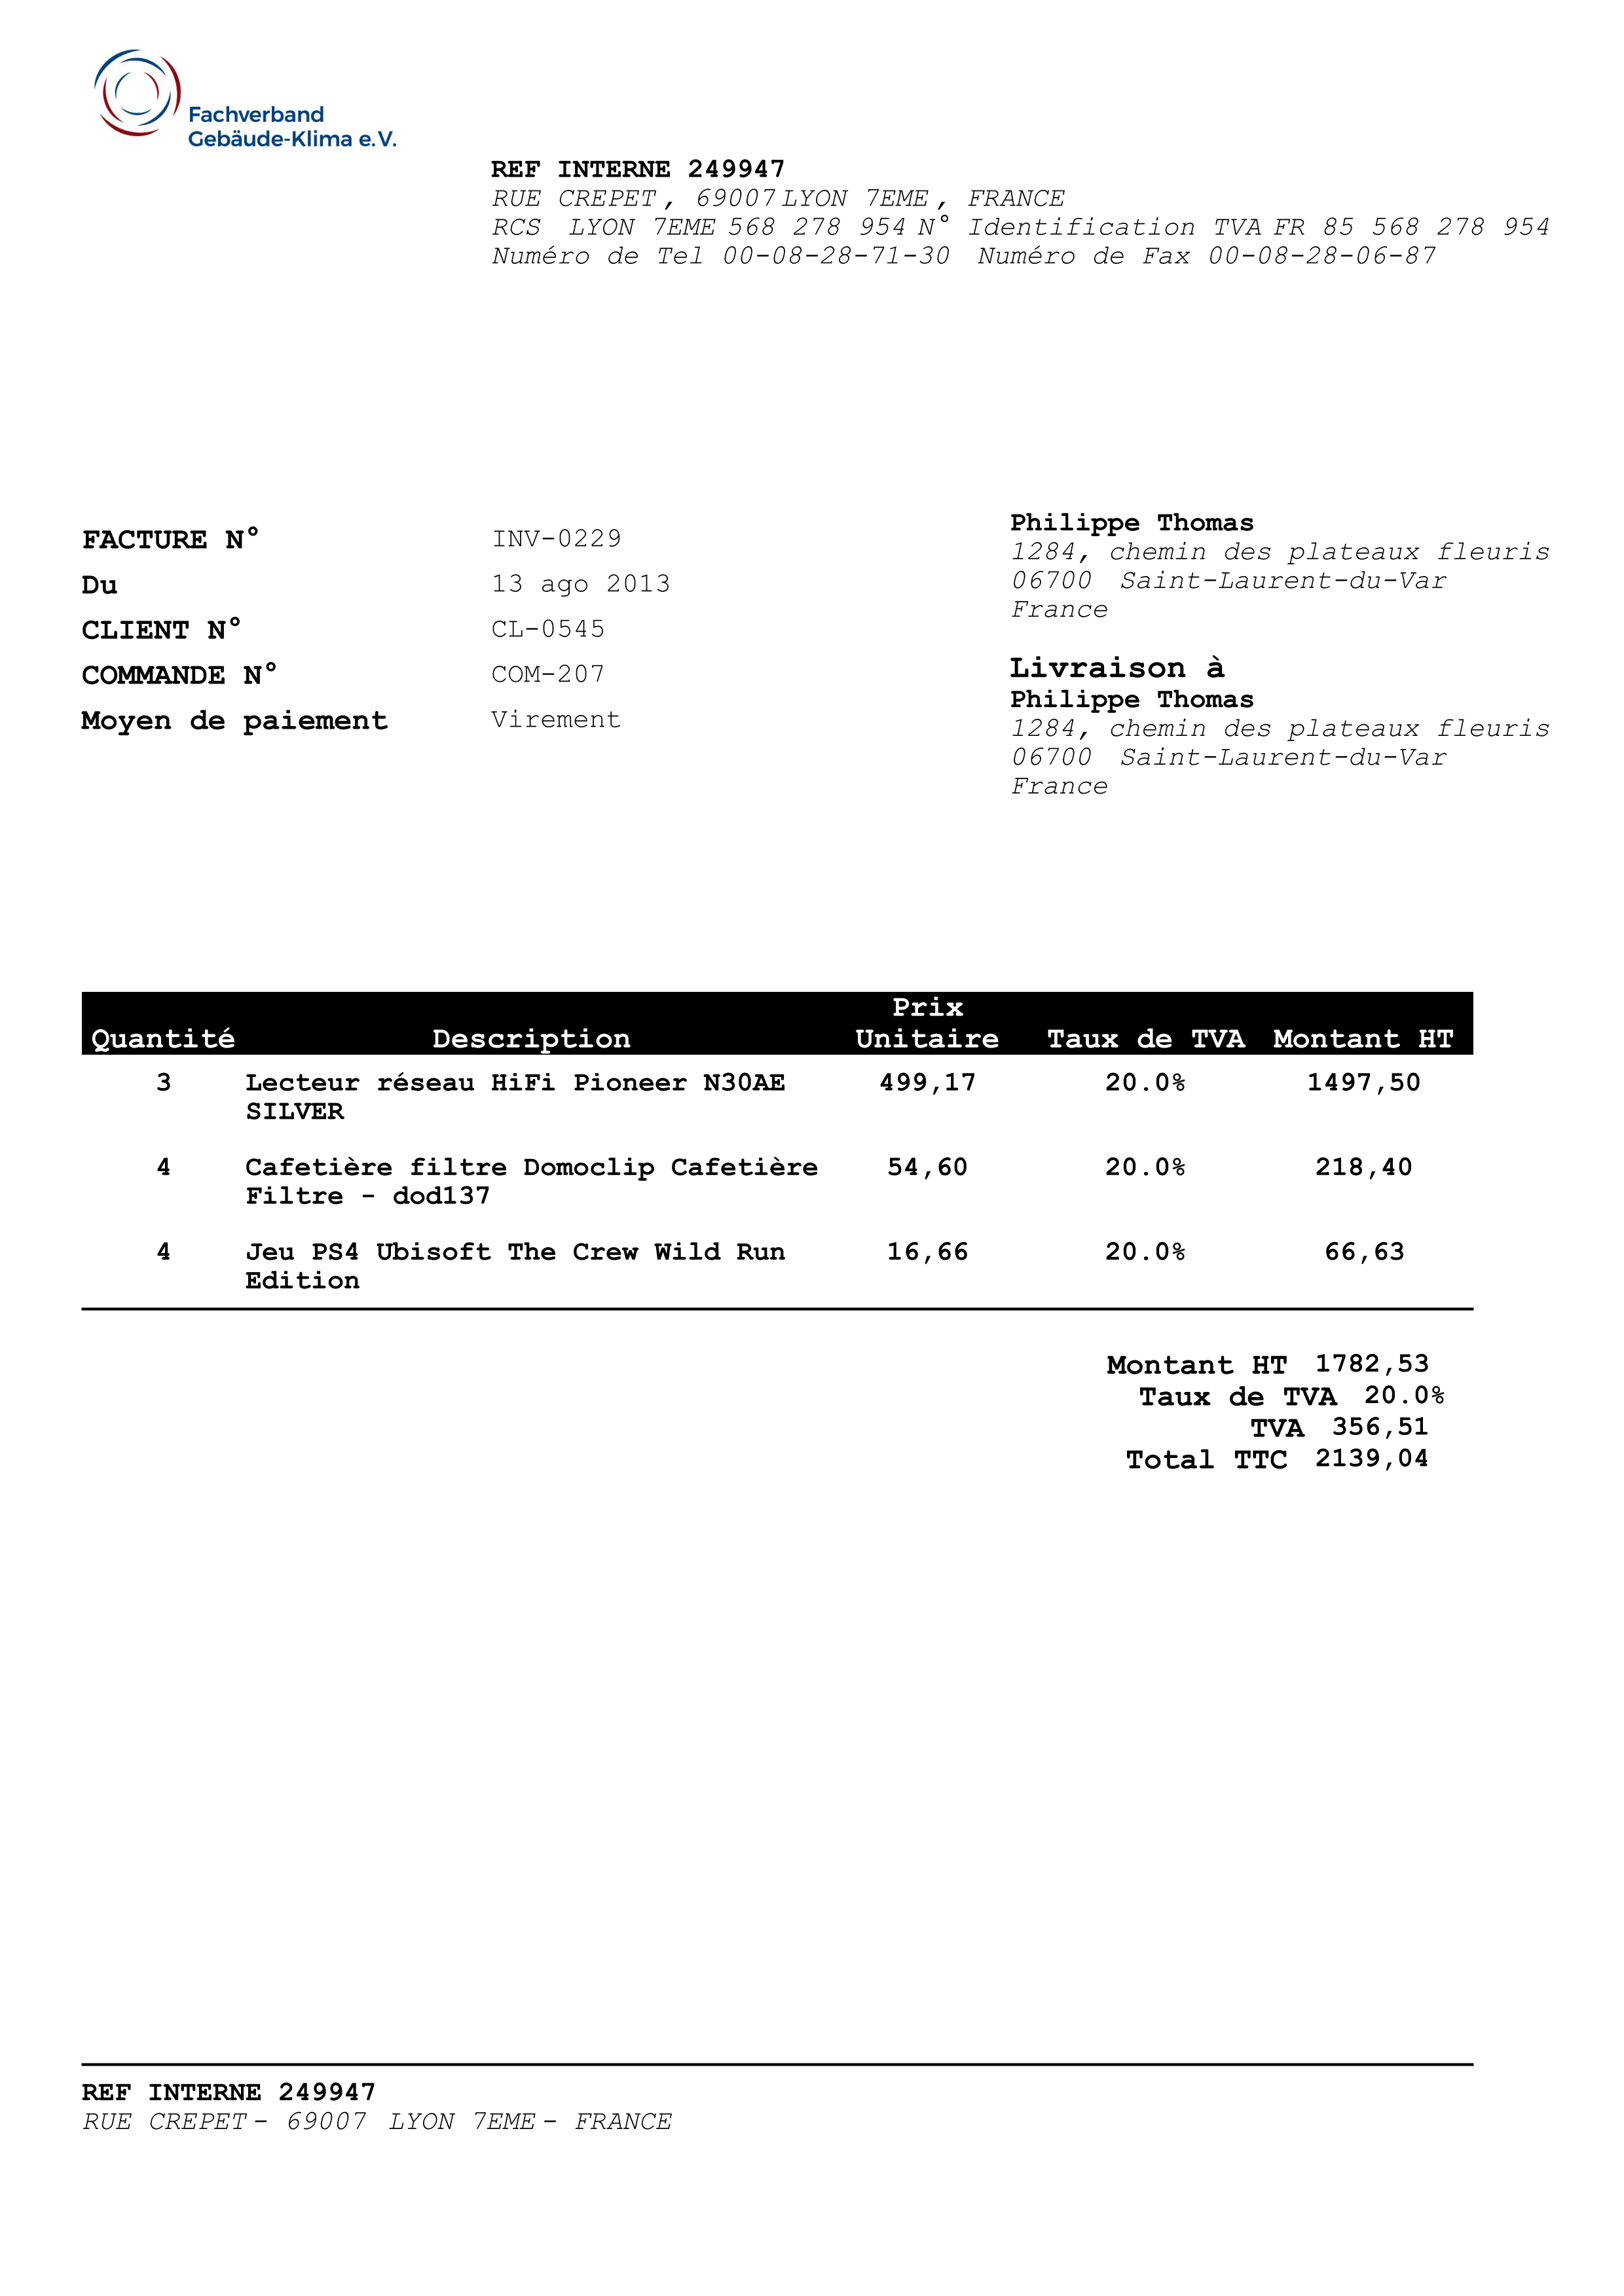 Fachverband
Gebäude-Klima e.V.
REF INTERNE 249947
RUE CREPET, 69007 LYON 7EME, FRANCE
RCS LYON 7EME 568 278 954 N° Identification TVA FR 85 568 278 954
Numéro de Tel 00-08-28-71-30 Numéro de Fax 00-08-28-06-87
FACTURE N° INV-0229
Du 13 ago 2013
CLIENT N° CL-0545
COMMANDE N° COM-207
Moyen de paiement Virement
Philippe Thomas
1284, chemin des plateaux fleuris
06700 Saint-Laurent-du-Var
France
Livraison à
Philippe Thomas
1284, chemin des plateaux fleuris
06700 Saint-Laurent-du-Var
France
Prix
Quantité Description Unitaire Taux de TVA Montant HT
3 Lecteur réseau HiFi Pioneer N30AE 499,17 20.0% 1497,50
SILVER
4 Cafetière filtre Domoclip Cafetière 54,60 20.0% 218,40
Filtre - dod137
4 Jeu PS4 Ubisoft The Crew Wild Run 16,66 20.0% 66,63
Edition
Montant HT 1782,53
Taux de TVA 20.0%
TVA 356,51
Total TTC 2139,04
REF INTERNE 249947
RUE CREPET - 69007 LYON 7EME - FRANCE